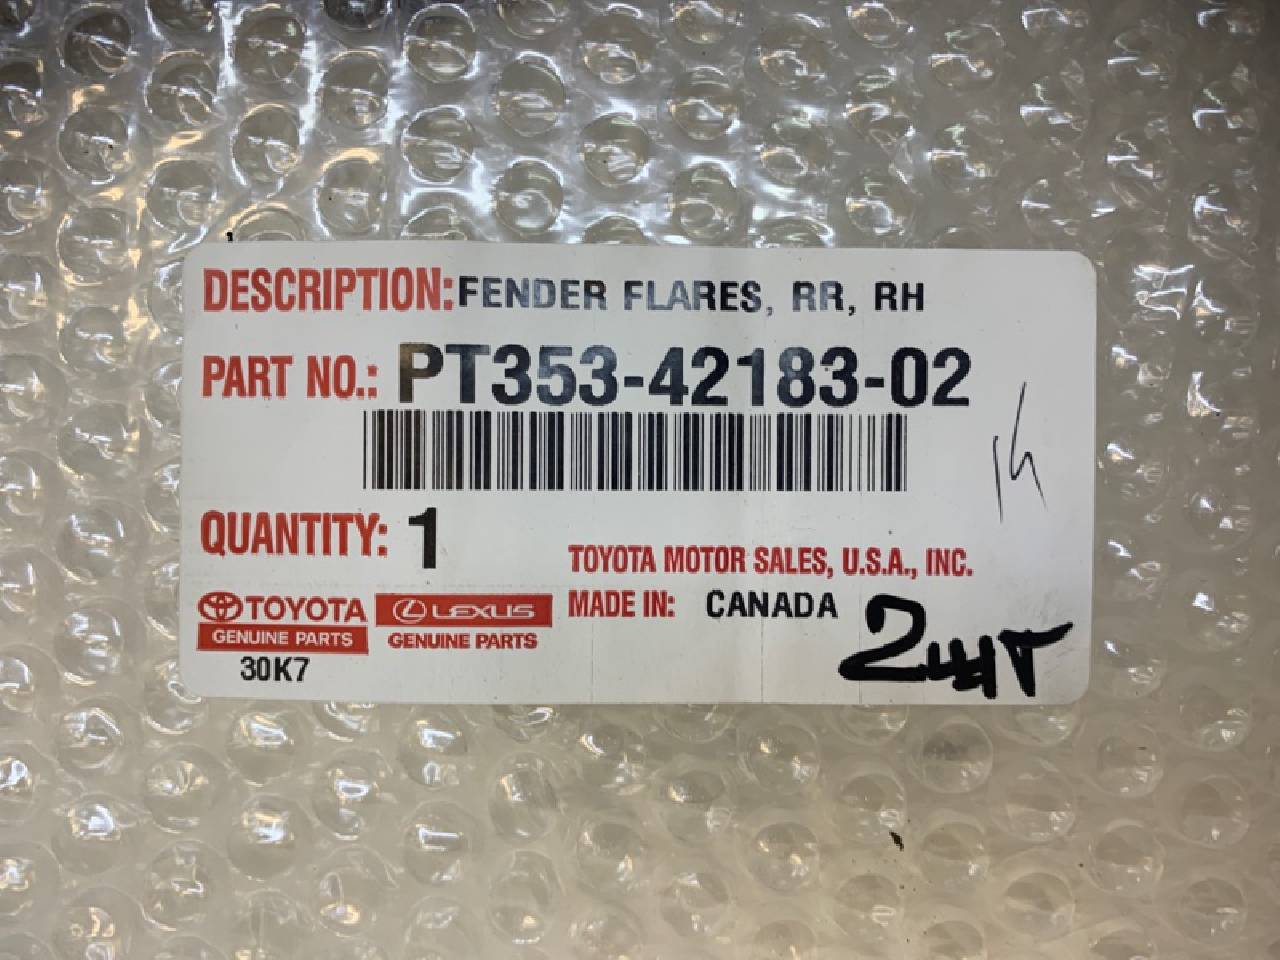 DESCRIPTION: FENDER FLARES, RR, RH
PART NO.: PT353-42183-02
QUANTITY: 1
TOYOTA MOTOR SALES, U.S.A., INC.
TOYOTA
GENUINE PARTS
LEXUS
GENUINE PARTS
MADE IN: CANADA
30K7
2шт